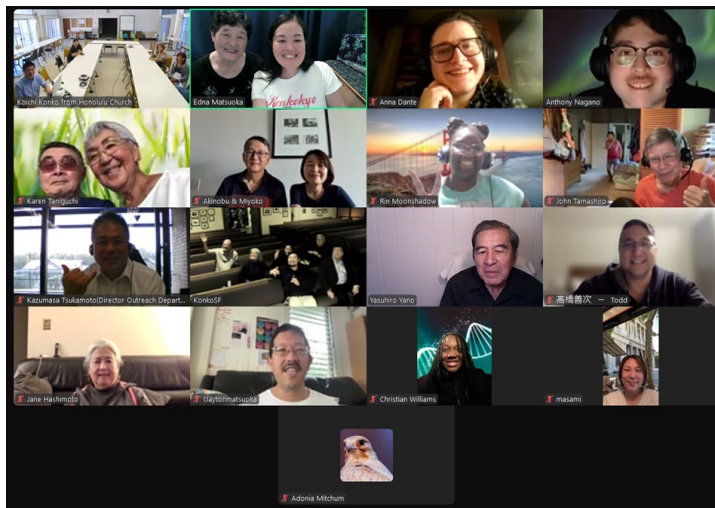 Koichi Konko from Honolulu Church
Edna Matsuoka
Konkokyo
Anna Dante
Anthony Nagano
Karen Taniguchi
Akinobu & Miyoko
Rin Moonshadow
John Tamashiro
Kazumasa Tsukamoto(Director Outreach Depart...
KonkoSF
Yasuhiro Yano
高橋善次 － Todd
Jane Hashimoto
claytonmatsuoka
Christian Williams
masami
Adonia Mitchum